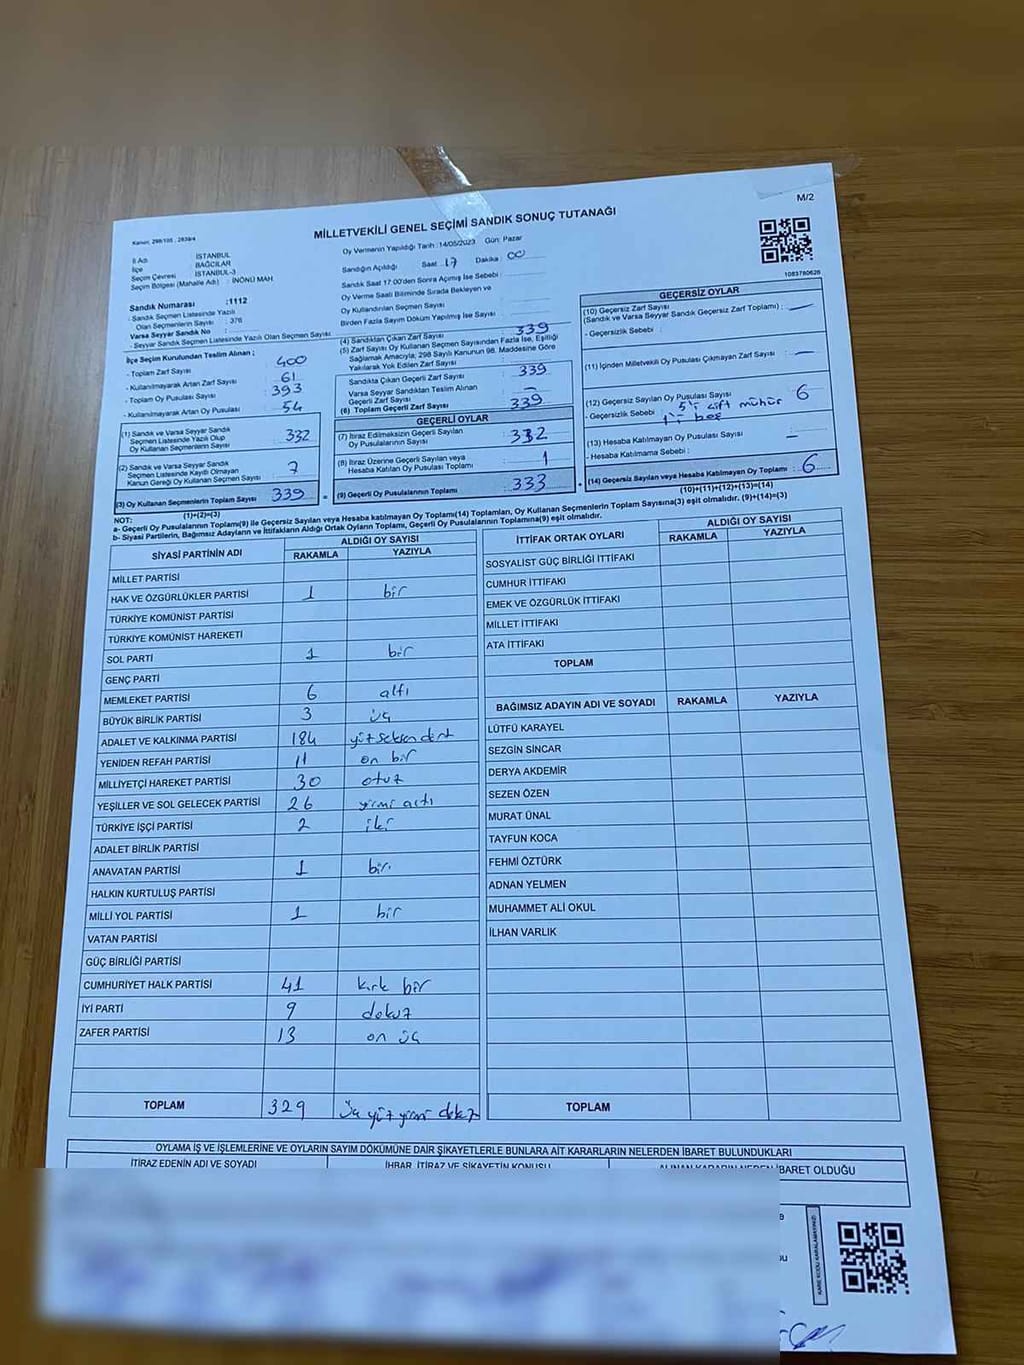 M/2
Kanun: 298/105 : 2839/4
MİLLETVEKİLİ GENEL SEÇİMİ SANDIK SONUÇ TUTANAĞI
İl Adı : İSTANBUL
İlçe : BAĞCILAR
Seçim Çevresi : İSTANBUL-3
Seçim Bölgesi (Mahalle Adı) : İNÖNÜ MAH
Oy Vermenin Yapıldığı Tarih :14/05/2023 Gün: Pazar
Sandığın Açıldığı Saat : 17 Dakika : 00
Sandık Saat 17:00'den Sonra Açılmış İse Sebebi :
Oy Verme Saati Bitiminde Sırada Bekleyen ve
Oy Kullandırılan Seçmen Sayısı :
Birden Fazla Sayım Döküm Yapılmış İse Sayısı :
1083780626
Sandık Numarası :1112
- Sandık Seçmen Listesinde Yazılı
Olan Seçmenlerin Sayısı : 376
Varsa Seyyar Sandık No :
- Seyyar Sandık Seçmen Listesinde Yazılı Olan Seçmen Sayısı :
İlçe Seçim Kurulundan Teslim Alınan ;
- Toplam Zarf Sayısı : 400
- Kullanılmayarak Artan Zarf Sayısı : 61
- Toplam Oy Pusulası Sayısı : 393
- Kullanılmayarak Artan Oy Pusulası : 54
(1) Sandık ve Varsa Seyyar Sandık
Seçmen Listesinde Yazılı Olup
Oy Kullanan Seçmenlerin Sayısı : 332
(2) Sandık ve Varsa Seyyar Sandık
Seçmen Listesinde Kayıtlı Olmayan
Kanun Gereği Oy Kullanan Seçmen Sayısı : 7
(3) Oy Kullanan Seçmenlerin Toplam Sayısı : 339
(1)+(2)=(3)
(4) Sandıktan Çıkan Zarf Sayısı : 339
(5) Zarf Sayısı Oy Kullanan Seçmen Sayısından Fazla İse, Eşitliği
Sağlamak Amacıyla; 298 Sayılı Kanunun 98. Maddesine Göre
Yakılarak Yok Edilen Zarf Sayısı :
Sandıkta Çıkan Geçerli Zarf Sayısı : 339
Varsa Seyyar Sandıktan Teslim Alınan
Geçerli Zarf Sayısı : –
(6) Toplam Geçerli Zarf Sayısı : 339
GEÇERLİ OYLAR
(7) İtiraz Edilmeksizin Geçerli Sayılan
Oy Pusulalarının Sayısı : 332
(8) İtiraz Üzerine Geçerli Sayılan veya
Hesaba Katılan Oy Pusulası Toplamı : 1
(9) Geçerli Oy Pusulalarının Toplamı : 333
GEÇERSİZ OYLAR
(10) Geçersiz Zarf Sayısı
(Sandık ve Varsa Seyyar Sandık Geçersiz Zarf Toplamı) : —
- Geçersizlik Sebebi :
(11) İçinden Milletvekili Oy Pusulası Çıkmayan Zarf Sayısı : —
(12) Geçersiz Sayılan Oy Pusulası Sayısı : 6
- Geçersizlik Sebebi : 5'i çift mühür
1'i boş
(13) Hesaba Katılmayan Oy Pusulası Sayısı : –
- Hesaba Katılmama Sebebi :
(14) Geçersiz Sayılan veya Hesaba Katılmayan Oy Toplamı : 6
(10)+(11)+(12)+(13)=(14)
NOT:
a- Geçerli Oy Pusulalarının Toplamı(9) ile Geçersiz Sayılan veya Hesaba Katılmayan Oy Toplamı(14) Toplamları, Oy Kullanan Seçmenlerin Toplam Sayısına(3) eşit olmalıdır. (9)+(14)=(3)
b- Siyasi Partilerin, Bağımsız Adayların ve İttifakların Aldığı Ortak Oyların Toplamı, Geçerli Oy Pusulalarının Toplamına(9) eşit olmalıdır.
SİYASİ PARTİNİN ADI ALDIĞI OY SAYISI
RAKAMLA YAZIYLA
MİLLET PARTİSİ
HAK VE ÖZGÜRLÜKLER PARTİSİ 1 bir
TÜRKİYE KOMÜNİST PARTİSİ
TÜRKİYE KOMÜNİST HAREKETİ
SOL PARTİ 1 bir
GENÇ PARTİ
MEMLEKET PARTİSİ 6 altı
BÜYÜK BİRLİK PARTİSİ 3 üç
ADALET VE KALKINMA PARTİSİ 184 yüz seksen dört
YENİDEN REFAH PARTİSİ 11 on bir
MİLLİYETÇİ HAREKET PARTİSİ 30 otuz
YEŞİLLER VE SOL GELECEK PARTİSİ 26 yirmi altı
TÜRKİYE İŞÇİ PARTİSİ 2 iki
ADALET BİRLİK PARTİSİ
ANAVATAN PARTİSİ 1 bir
HALKIN KURTULUŞ PARTİSİ
MİLLİ YOL PARTİSİ 1 bir
VATAN PARTİSİ
GÜÇ BİRLİĞİ PARTİSİ
CUMHURİYET HALK PARTİSİ 41 kırk bir
İYİ PARTİ 9 dokuz
ZAFER PARTİSİ 13 on üç
TOPLAM 329 üç yüz yirmi dokuz
İTTİFAK ORTAK OYLARI ALDIĞI OY SAYISI
RAKAMLA YAZIYLA
SOSYALİST GÜÇ BİRLİĞİ İTTİFAKI
CUMHUR İTTİFAKI
EMEK VE ÖZGÜRLÜK İTTİFAKI
MİLLET İTTİFAKI
ATA İTTİFAKI
TOPLAM
BAĞIMSIZ ADAYIN ADI VE SOYADI RAKAMLA YAZIYLA
LÜTFÜ KARAYEL
SEZGİN SİNCAR
DERYA AKDEMİR
SEZEN ÖZEN
MURAT ÜNAL
TAYFUN KOCA
FEHMİ ÖZTÜRK
ADNAN YELMEN
MUHAMMET ALİ OKUL
İLHAN VARLIK
TOPLAM
OYLAMA İŞ VE İŞLEMLERİNE VE OYLARIN SAYIM DÖKÜMÜNE DAİR ŞİKAYETLERLE BUNLARA AİT KARARLARIN NELERDEN İBARET BULUNDUKLARI
İTİRAZ EDENİN ADI VE SOYADI İHBAR, İTİRAZ VE ŞİKAYETİN KONUSU ALINAN KARARIN NEDEN İBARET OLDUĞU
KARE KODU KARALAMAYINIZ!